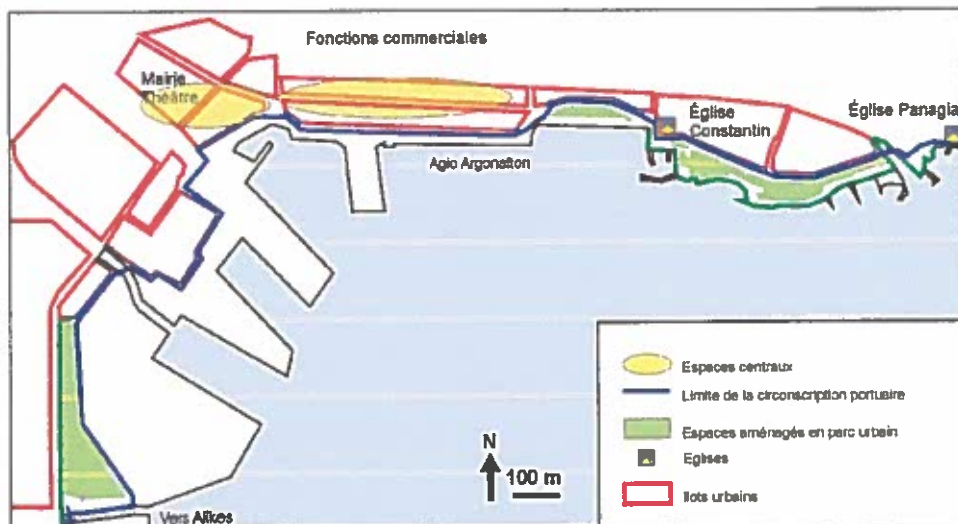 Fonctions commerciales
Mairie
Théâtre
Église
Constantin
Église Panagia
Agio Argonafton
Espaces centraux
Limite de la circonscription portuaire
Espaces aménagés en parc urbain
Eglises
Ilots urbains
N
100 m
Vers Alikes